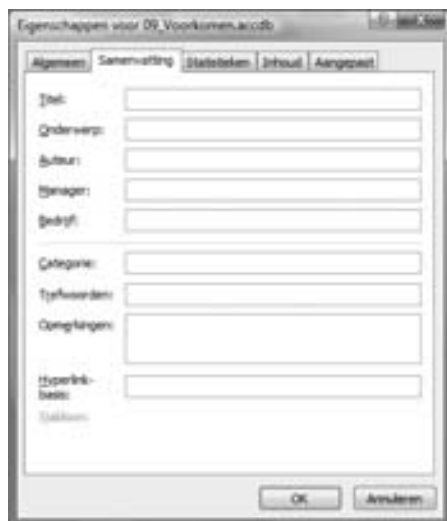 Eigenschappen voor 09_Voorkomen.accdb
Algemeen Samenvatting Statistieken Inhoud Aangepast
Titel:
Onderwerp:
Auteur:
Manager:
Bedrijf:
Categorie:
Trefwoorden:
Opmerkingen:
Hyperlink-
basis:
Sjabloon:
OK Annuleren